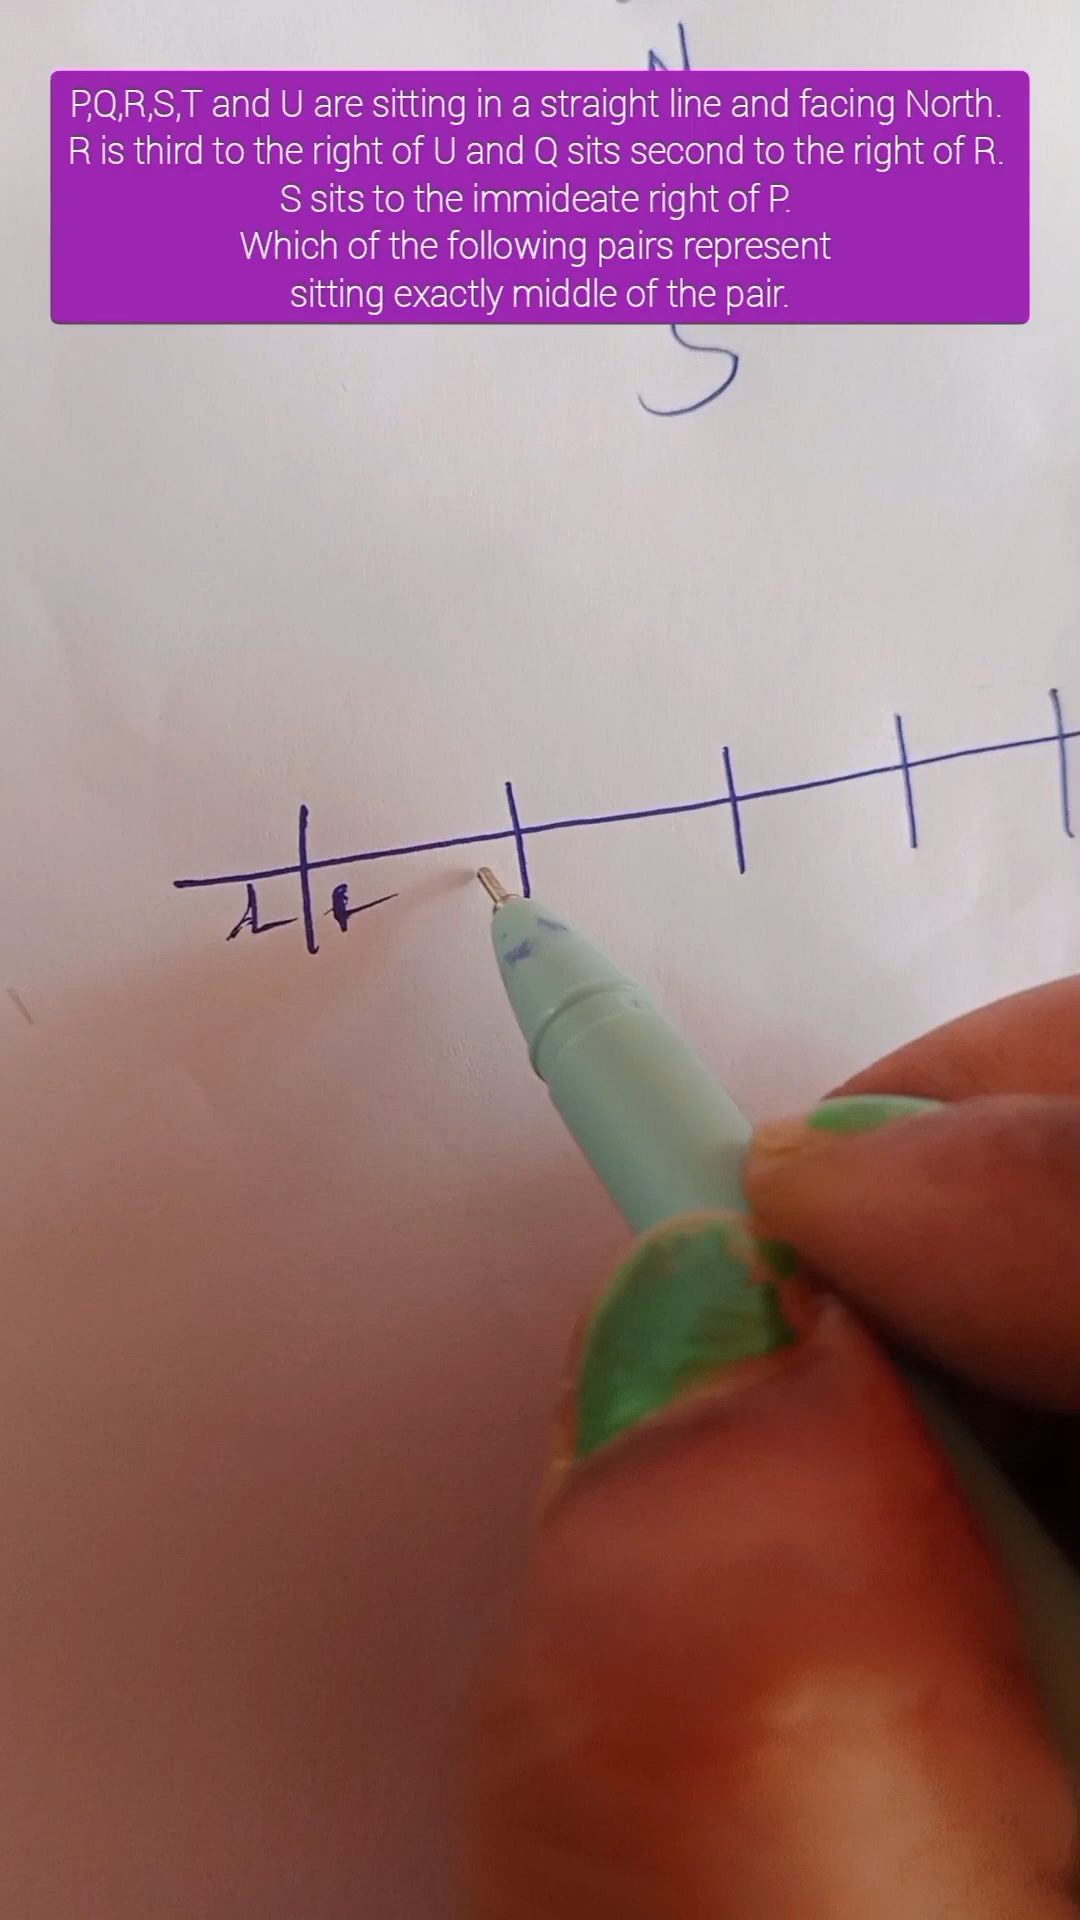 N
P,Q,R,S,T and U are sitting in a straight line and facing North.
R is third to the right of U and Q sits second to the right of R.
S sits to the immideate right of P.
Which of the following pairs represent
sitting exactly middle of the pair.
S